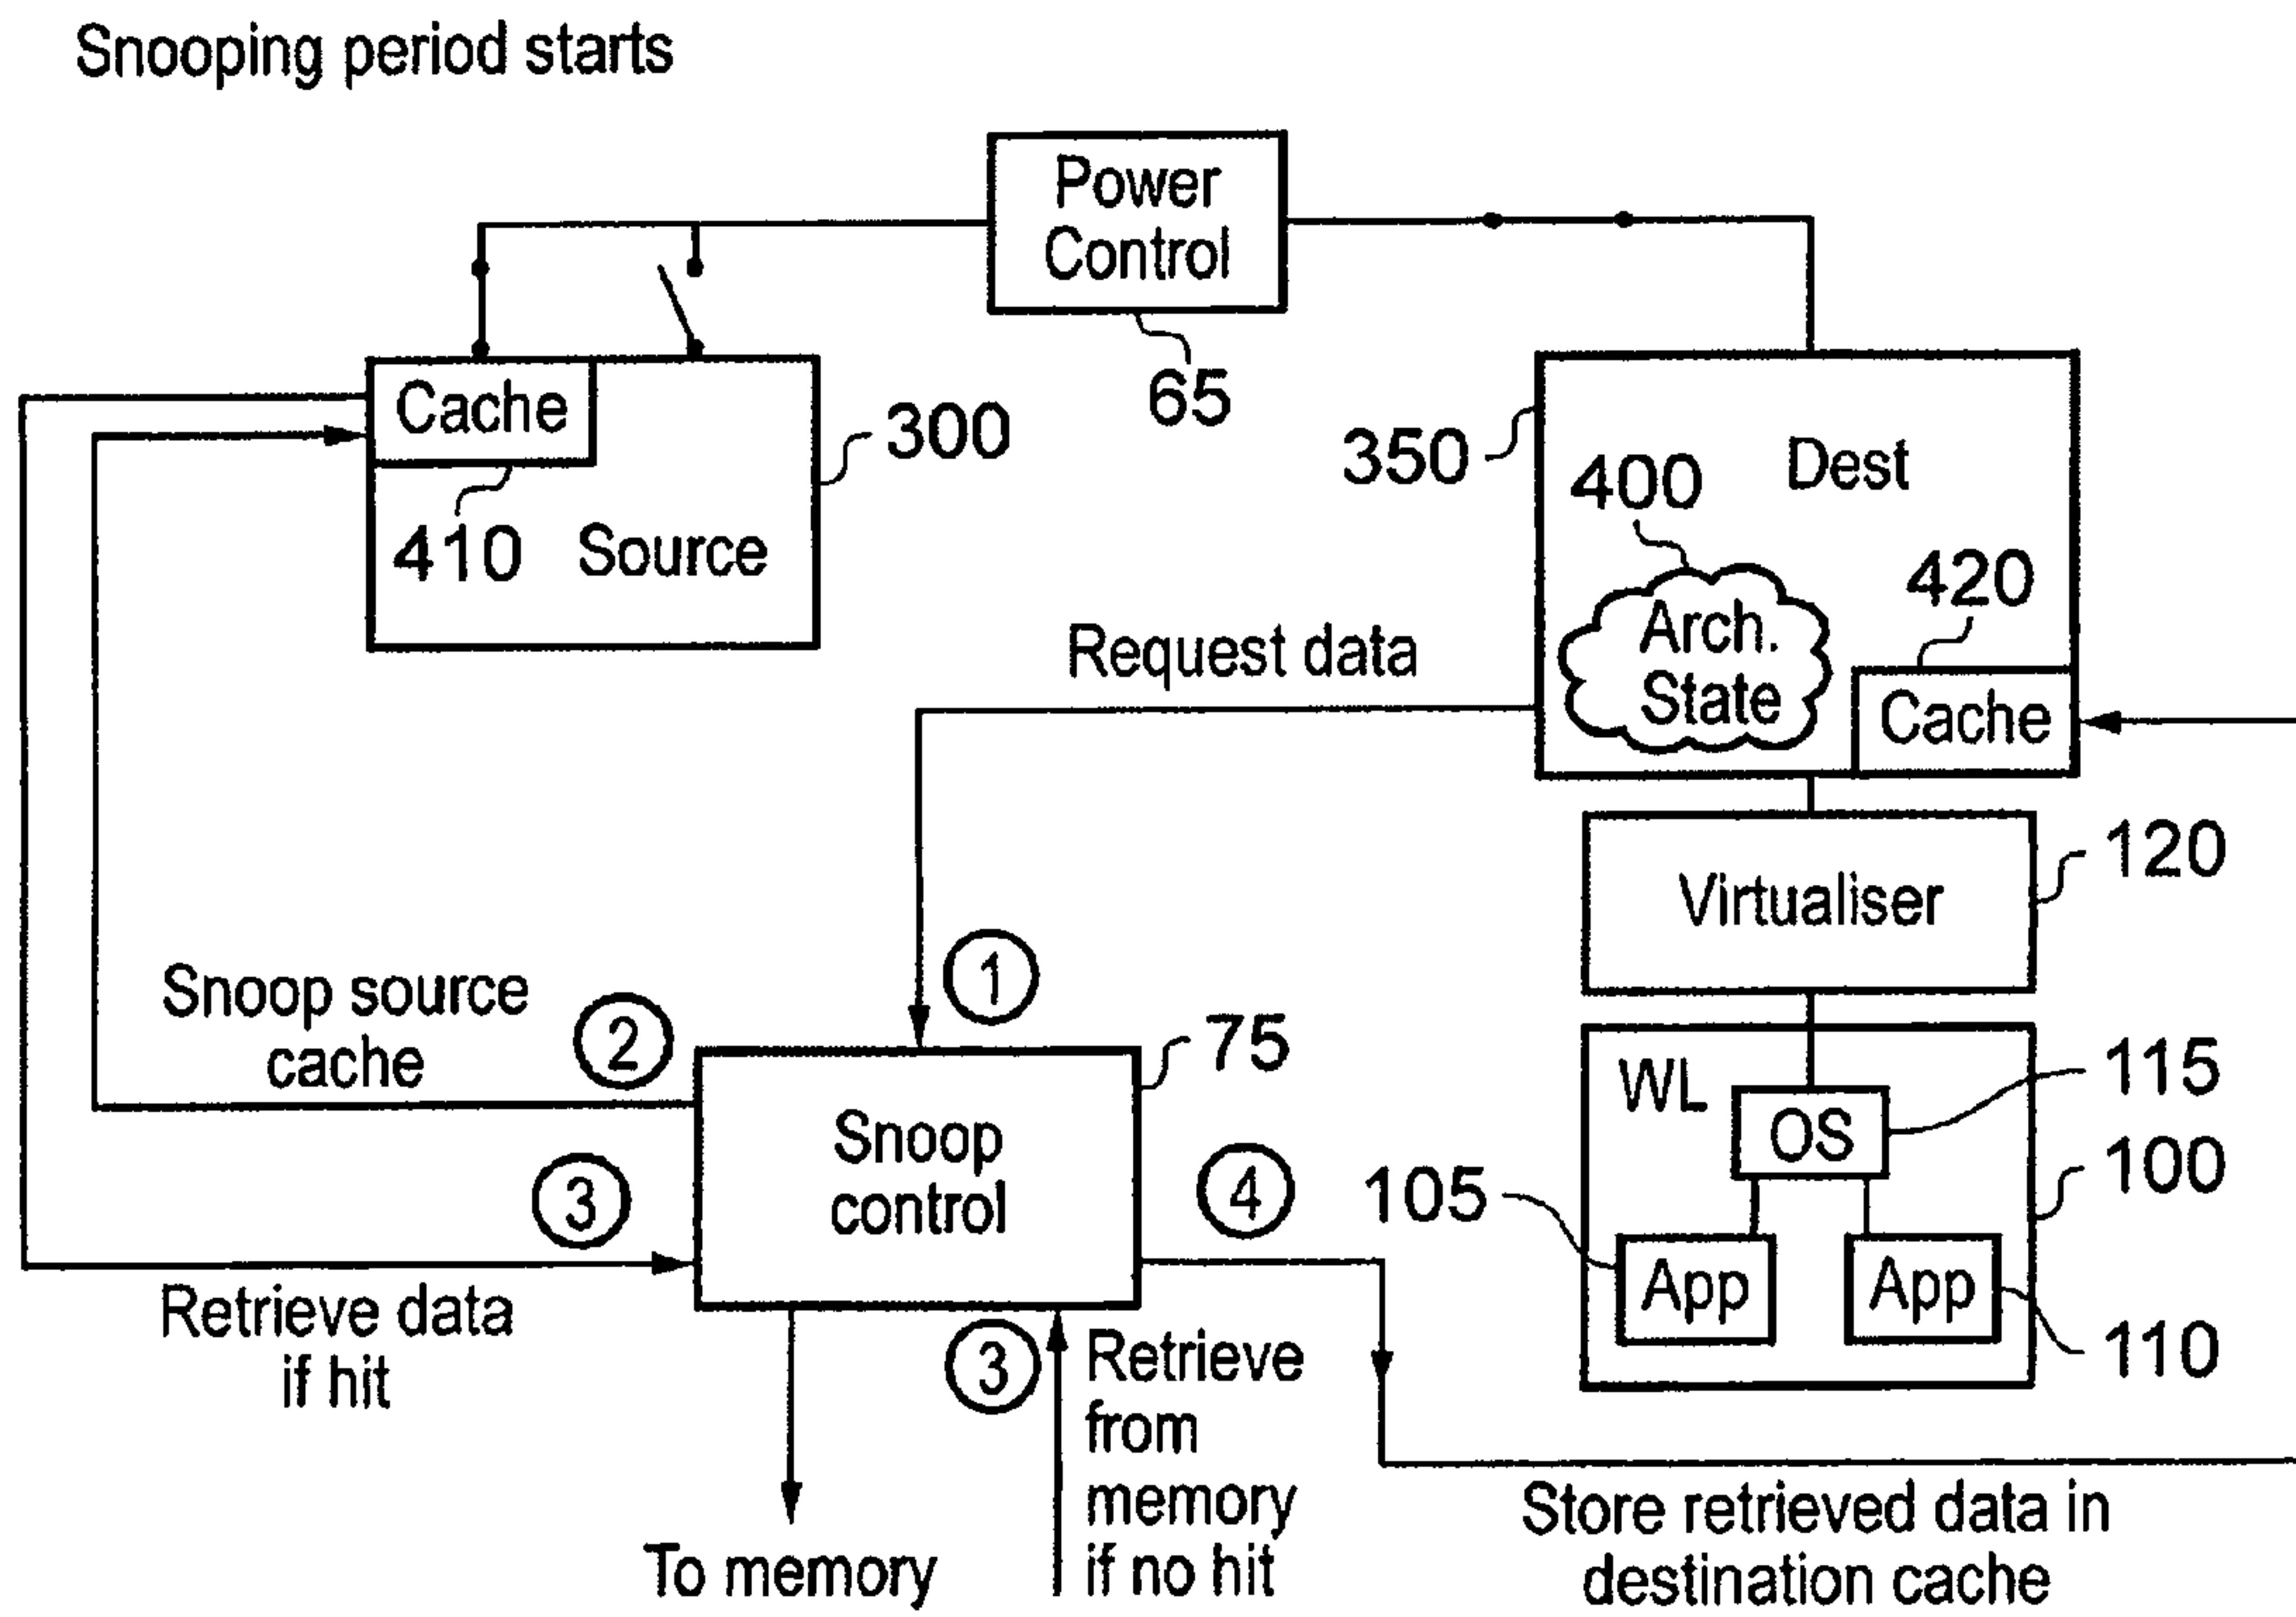 Snooping period starts
Power
Control
65
Cache
300
410
Source
350
Dest
400
420
Arch.
State
Cache
Request data
Virtualiser
120
1
Snoop source
cache
2
75
Snoop
control
WL
OS
115
100
3
4
105
App
App
110
Retrieve data
if hit
3
Retrieve
from
memory
if no hit
To memory
Store retrieved data in
destination cache